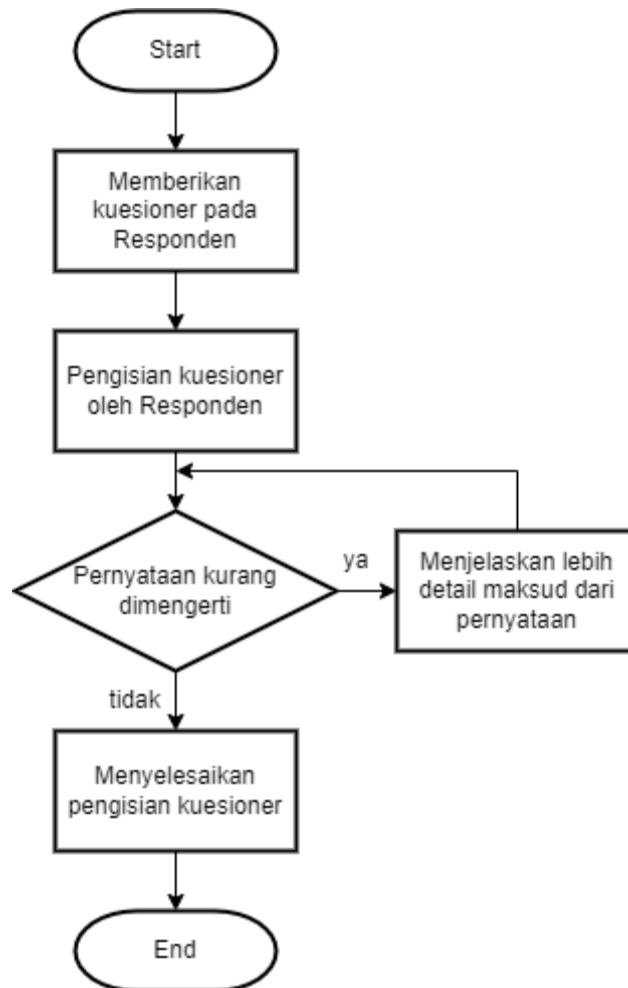 Start
Memberikan
kuesioner pada
Responden
Pengisian kuesioner
oleh Responden
Pernyataan kurang
dimengerti
ya
Menjelaskan lebih
detail maksud dari
pernyataan
tidak
Menyelesaikan
pengisian kuesioner
End